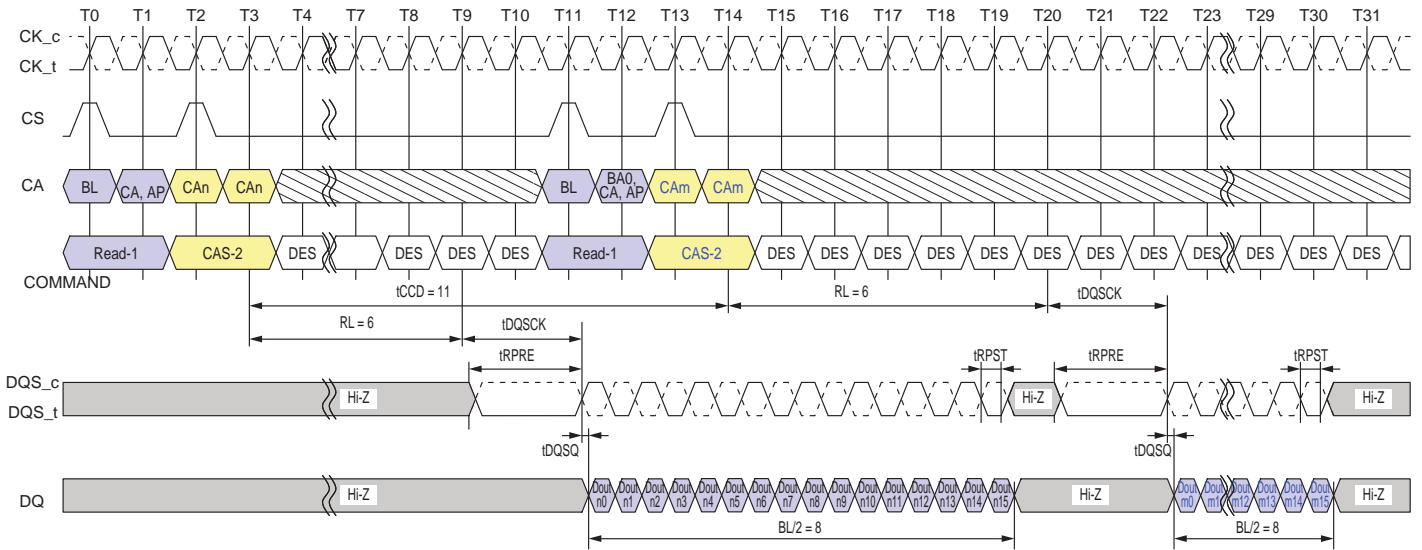 T0 T1 T2 T3 T4 T7 T8 T9 T10 T11 T12 T13 T14 T15 T16 T17 T18 T19 T20 T21 T22 T23 T29 T30 T31
CK_c
CK_t
CS
CA BL CA, AP CAn CAn BL BA0, CA, AP CAm CAm
Read-1 CAS-2 DES DES DES DES Read-1 CAS-2 DES DES DES DES DES DES DES DES DES DES DES DES
COMMAND
tCCD = 11 RL = 6 tDQSCK
RL = 6 tDQSCK
tRPRE tRPST tRPRE tRPST
DQS_c
DQS_t
Hi-Z Hi-Z Hi-Z
tDQSQ tDQSQ
DQ Hi-Z Dout n0 Dout n1 Dout n2 Dout n3 Dout n4 Dout n5 Dout n6 Dout n7 Dout n8 Dout n9 Dout n10 Dout n11 Dout n12 Dout n13 Dout n14 Dout n15 Hi-Z Dout m0 Dout m1 Dout m12 Dout m13 Dout m14 Dout m15 Hi-Z
BL/2 = 8 BL/2 = 8